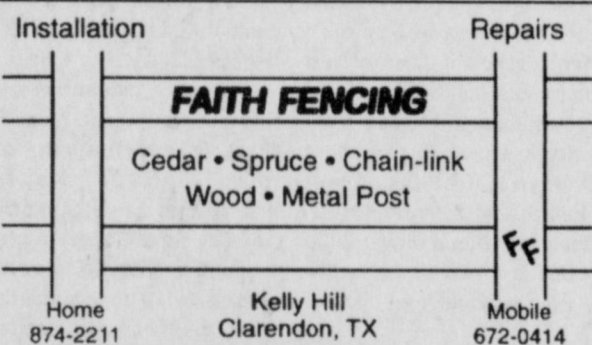 Installation Repairs
FAITH FENCING
Cedar • Spruce • Chain-link
Wood • Metal Post
FF
Kelly Hill
Clarendon, TX
Home
874-2211
Mobile
672-0414